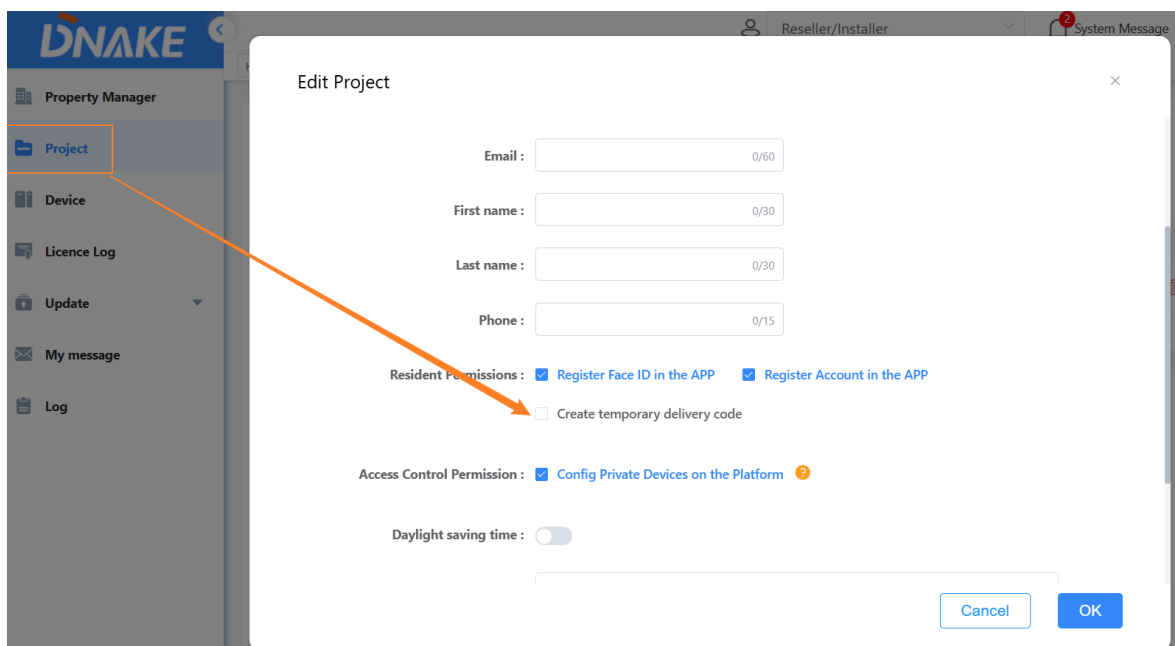 DNAKE
Reseller/Installer
2
System Message
Property Manager
Project
Device
Licence Log
Update
My message
Log
Edit Project
Email :
0/60
First name :
0/30
Last name :
0/30
Phone :
0/15
Resident Permissions :
Register Face ID in the APP
Register Account in the APP
Create temporary delivery code
Access Control Permission :
Config Private Devices on the Platform
?
Daylight saving time :
Cancel
OK